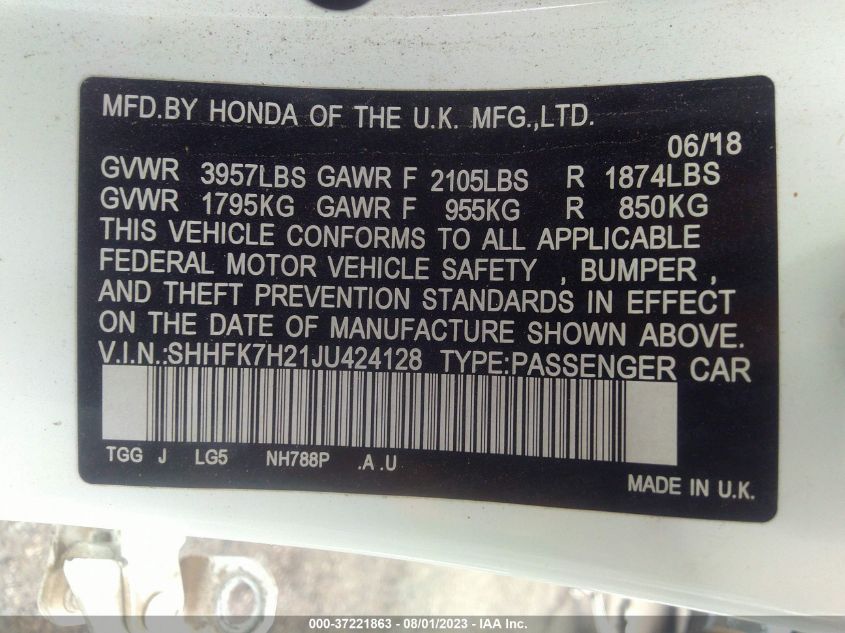 MFD.BY HONDA OF THE U.K. MFG.,LTD.
06/18
GVWR 3957LBS GAWR F 2105LBS R 1874LBS
GVWR 1795KG GAWR F 955KG R 850KG
THIS VEHICLE CONFORMS TO ALL APPLICABLE
FEDERAL MOTOR VEHICLE SAFETY , BUMPER ,
AND THEFT PREVENTION STANDARDS IN EFFECT
ON THE DATE OF MANUFACTURE SHOWN ABOVE.
V.I.N.:SHHFK7H21JU424128 TYPE:PASSENGER CAR
TGG J LG5 NH788P .A .U
MADE IN U.K.
000-37221863 - 08/01/2023 - IAA Inc.